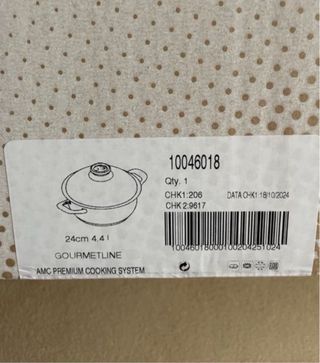 10046018
Qty. 1
CHK1:206 DATA CHK1:18/10/2024
CHK 2:9617
24cm 4,4 l
10046018000100204251024
GOURMETLINE
AMC PREMIUM COOKING SYSTEM